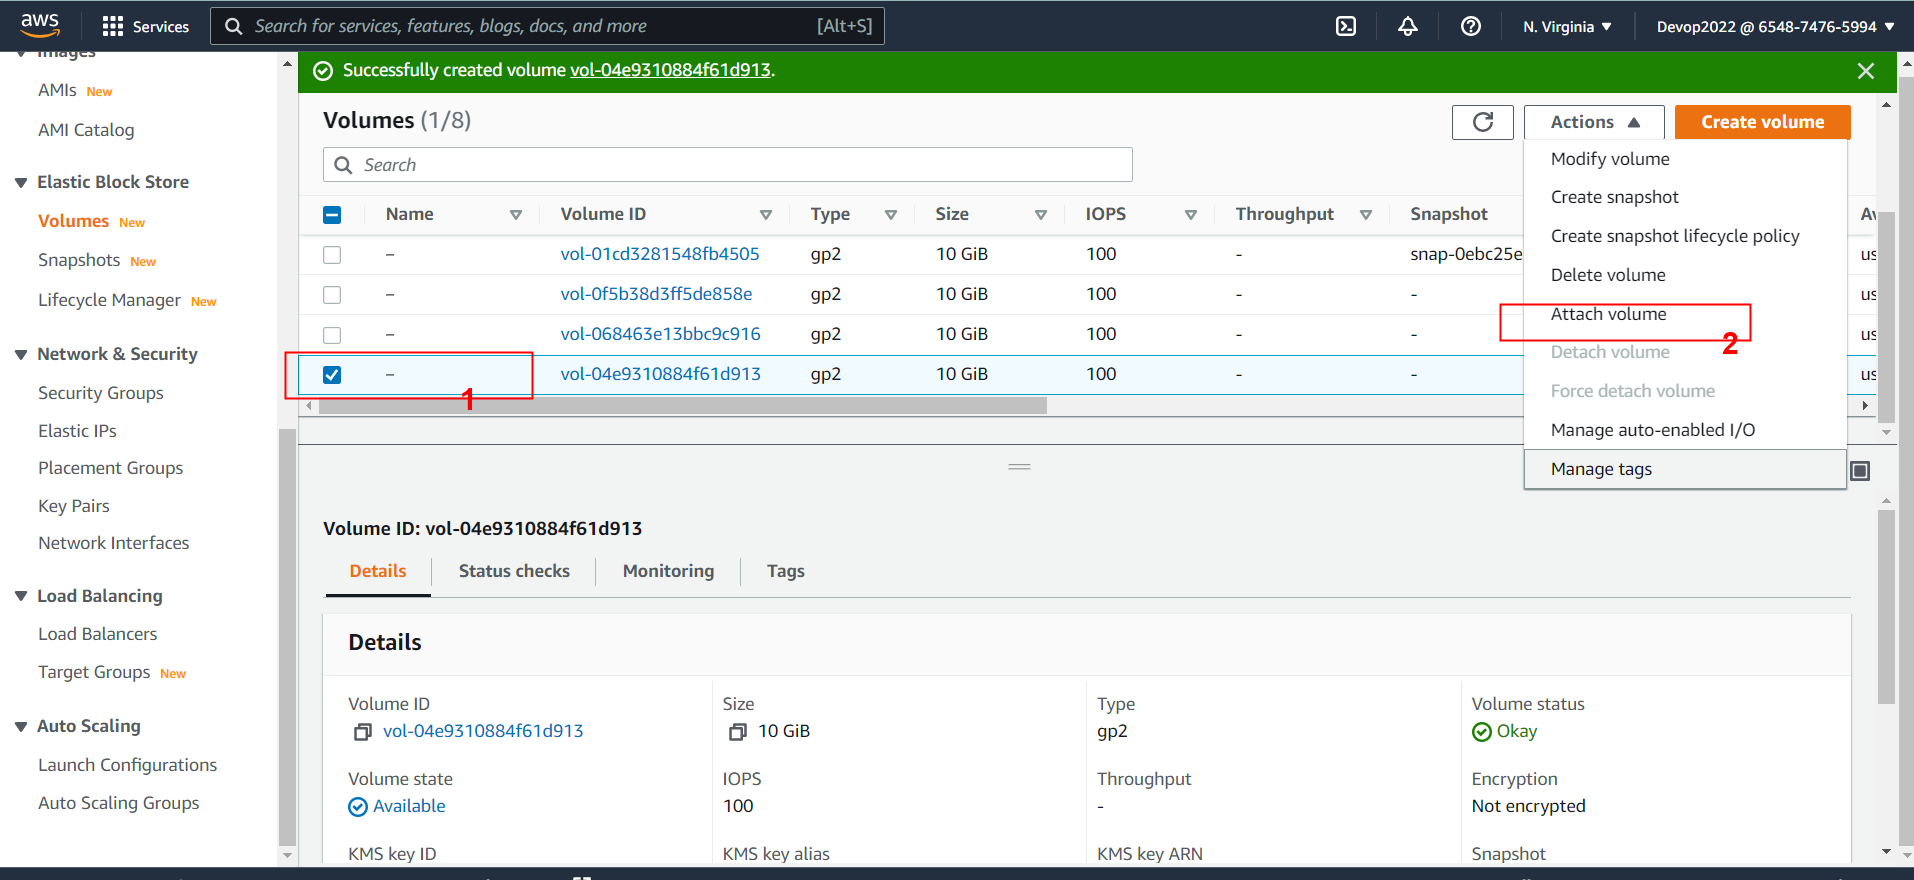 aws Services Search for services, features, blogs, docs, and more [Alt+S] N. Virginia Devop2022 @ 6548-7476-5994
Images
AMIs New
AMI Catalog
Elastic Block Store
Volumes New
Snapshots New
Lifecycle Manager New
Network & Security
Security Groups
Elastic IPs
Placement Groups
Key Pairs
Network Interfaces
Load Balancing
Load Balancers
Target Groups New
Auto Scaling
Launch Configurations
Auto Scaling Groups
Successfully created volume vol-04e9310884f61d913.
Volumes (1/8)
Actions Create volume
Search
Name Volume ID Type Size IOPS Throughput Snapshot
– vol-01cd3281548fb4505 gp2 10 GiB 100 - snap-0ebc25e us
– vol-0f5b38d3ff5de858e gp2 10 GiB 100 - - us
– vol-068463e13bbc9c916 gp2 10 GiB 100 - - us
– vol-04e9310884f61d913 gp2 10 GiB 100 - - us
1
Modify volume
Create snapshot
Create snapshot lifecycle policy
Delete volume
Attach volume
2
Detach volume
Force detach volume
Manage auto-enabled I/O
Manage tags
Volume ID: vol-04e9310884f61d913
Details Status checks Monitoring Tags
Details
Volume ID Size Type Volume status
vol-04e9310884f61d913 10 GiB gp2 Okay
Volume state IOPS Throughput Encryption
Available 100 - Not encrypted
KMS key ID KMS key alias KMS key ARN Snapshot